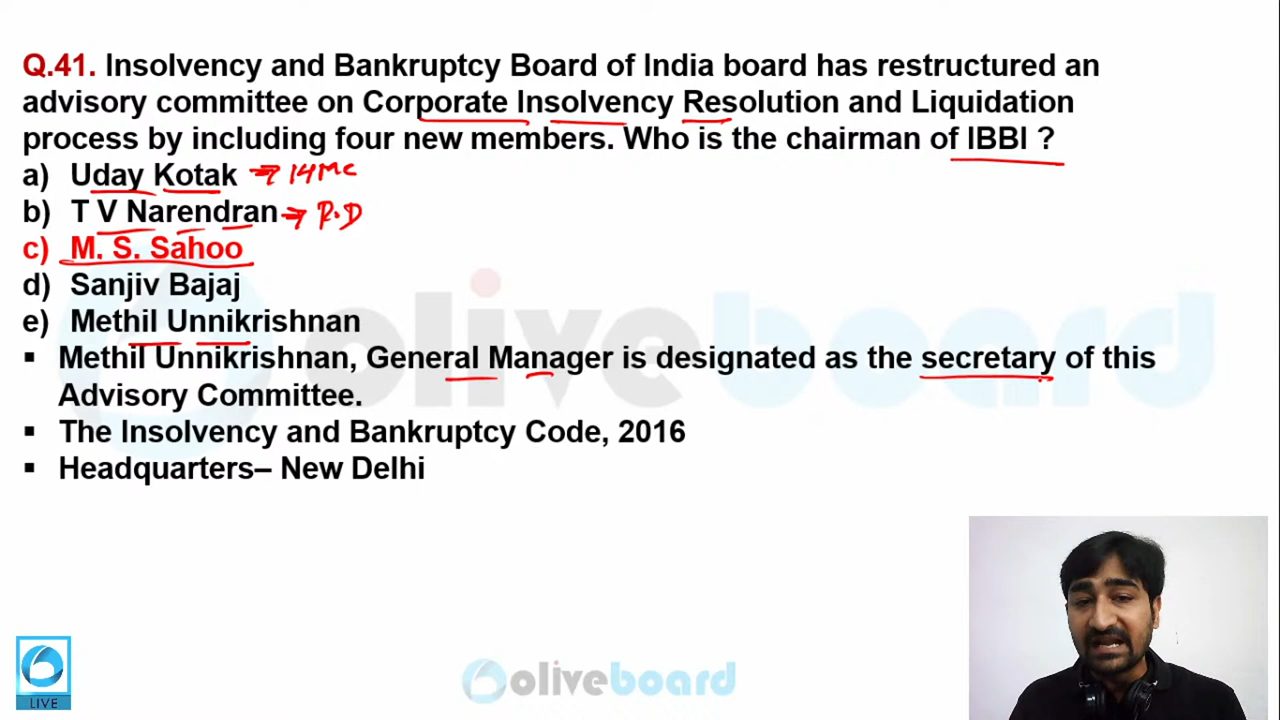 Q.41. Insolvency and Bankruptcy Board of India board has restructured an
advisory committee on Corporate Insolvency Resolution and Liquidation
process by including four new members. Who is the chairman of IBBI ?
a) Uday Kotak → 14 MC
b) T V Narendran → P.D
c) M. S. Sahoo
d) Sanjiv Bajaj
e) Methil Unnikrishnan
▪ Methil Unnikrishnan, General Manager is designated as the secretary of this
Advisory Committee.
▪ The Insolvency and Bankruptcy Code, 2016
▪ Headquarters– New Delhi
oliveboard
oliveboard
LIVE